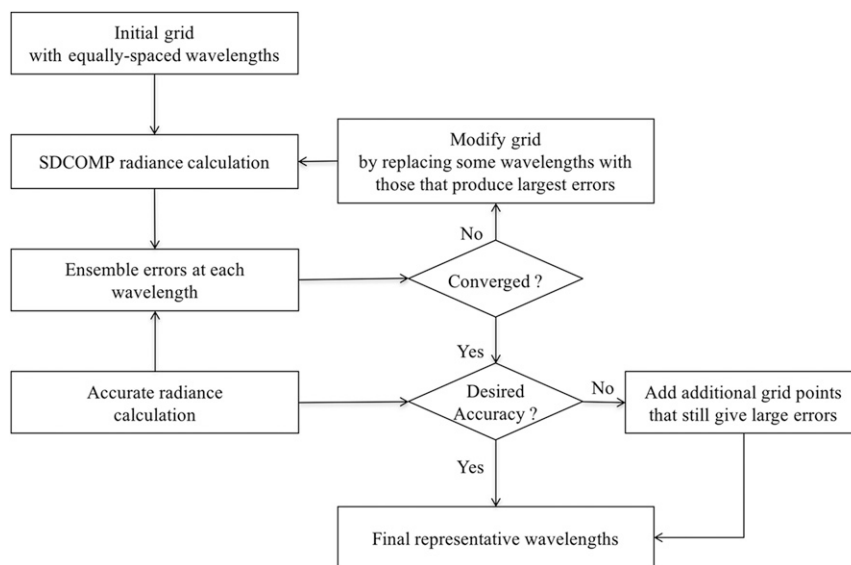 Initial grid
with equally-spaced wavelengths
SDCOMP radiance calculation
Modify grid
by replacing some wavelengths with
those that produce largest errors
No
Ensemble errors at each
wavelength
Converged ?
Yes
Accurate radiance
calculation
Desired
Accuracy ?
No
Add additional grid points
that still give large errors
Yes
Final representative wavelengths